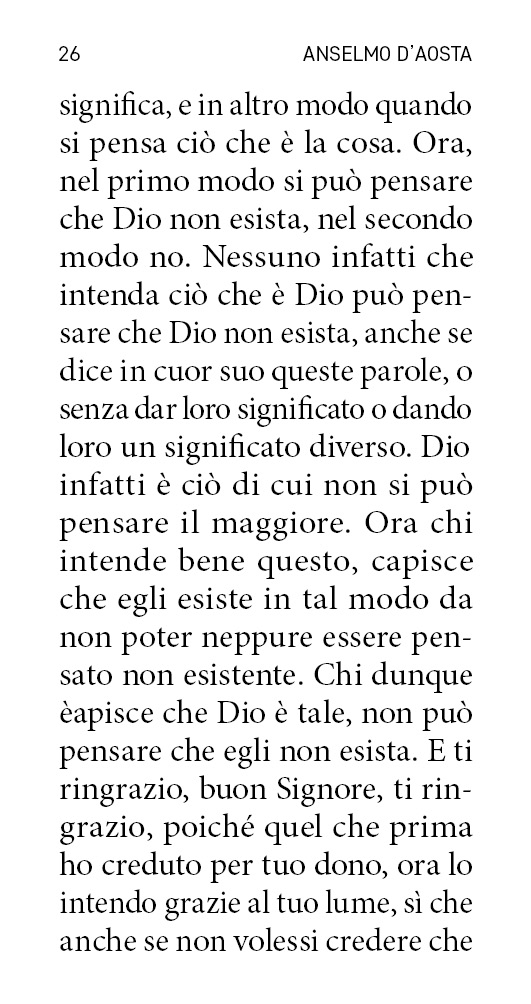 26 ANSELMO D'AOSTA
significa, e in altro modo quando
si pensa ciò che è la cosa. Ora,
nel primo modo si può pensare
che Dio non esista, nel secondo
modo no. Nessuno infatti che
intenda ciò che è Dio può pen-
sare che Dio non esista, anche se
dice in cuor suo queste parole, o
senza dar loro significato o dando
loro un significato diverso. Dio
infatti è ciò di cui non si può
pensare il maggiore. Ora chi
intende bene questo, capisce
che egli esiste in tal modo da
non poter neppure essere pen-
sato non esistente. Chi dunque
èapisce che Dio è tale, non può
pensare che egli non esista. E ti
ringrazio, buon Signore, ti rin-
grazio, poiché quel che prima
ho creduto per tuo dono, ora lo
intendo grazie al tuo lume, sì che
anche se non volessi credere che